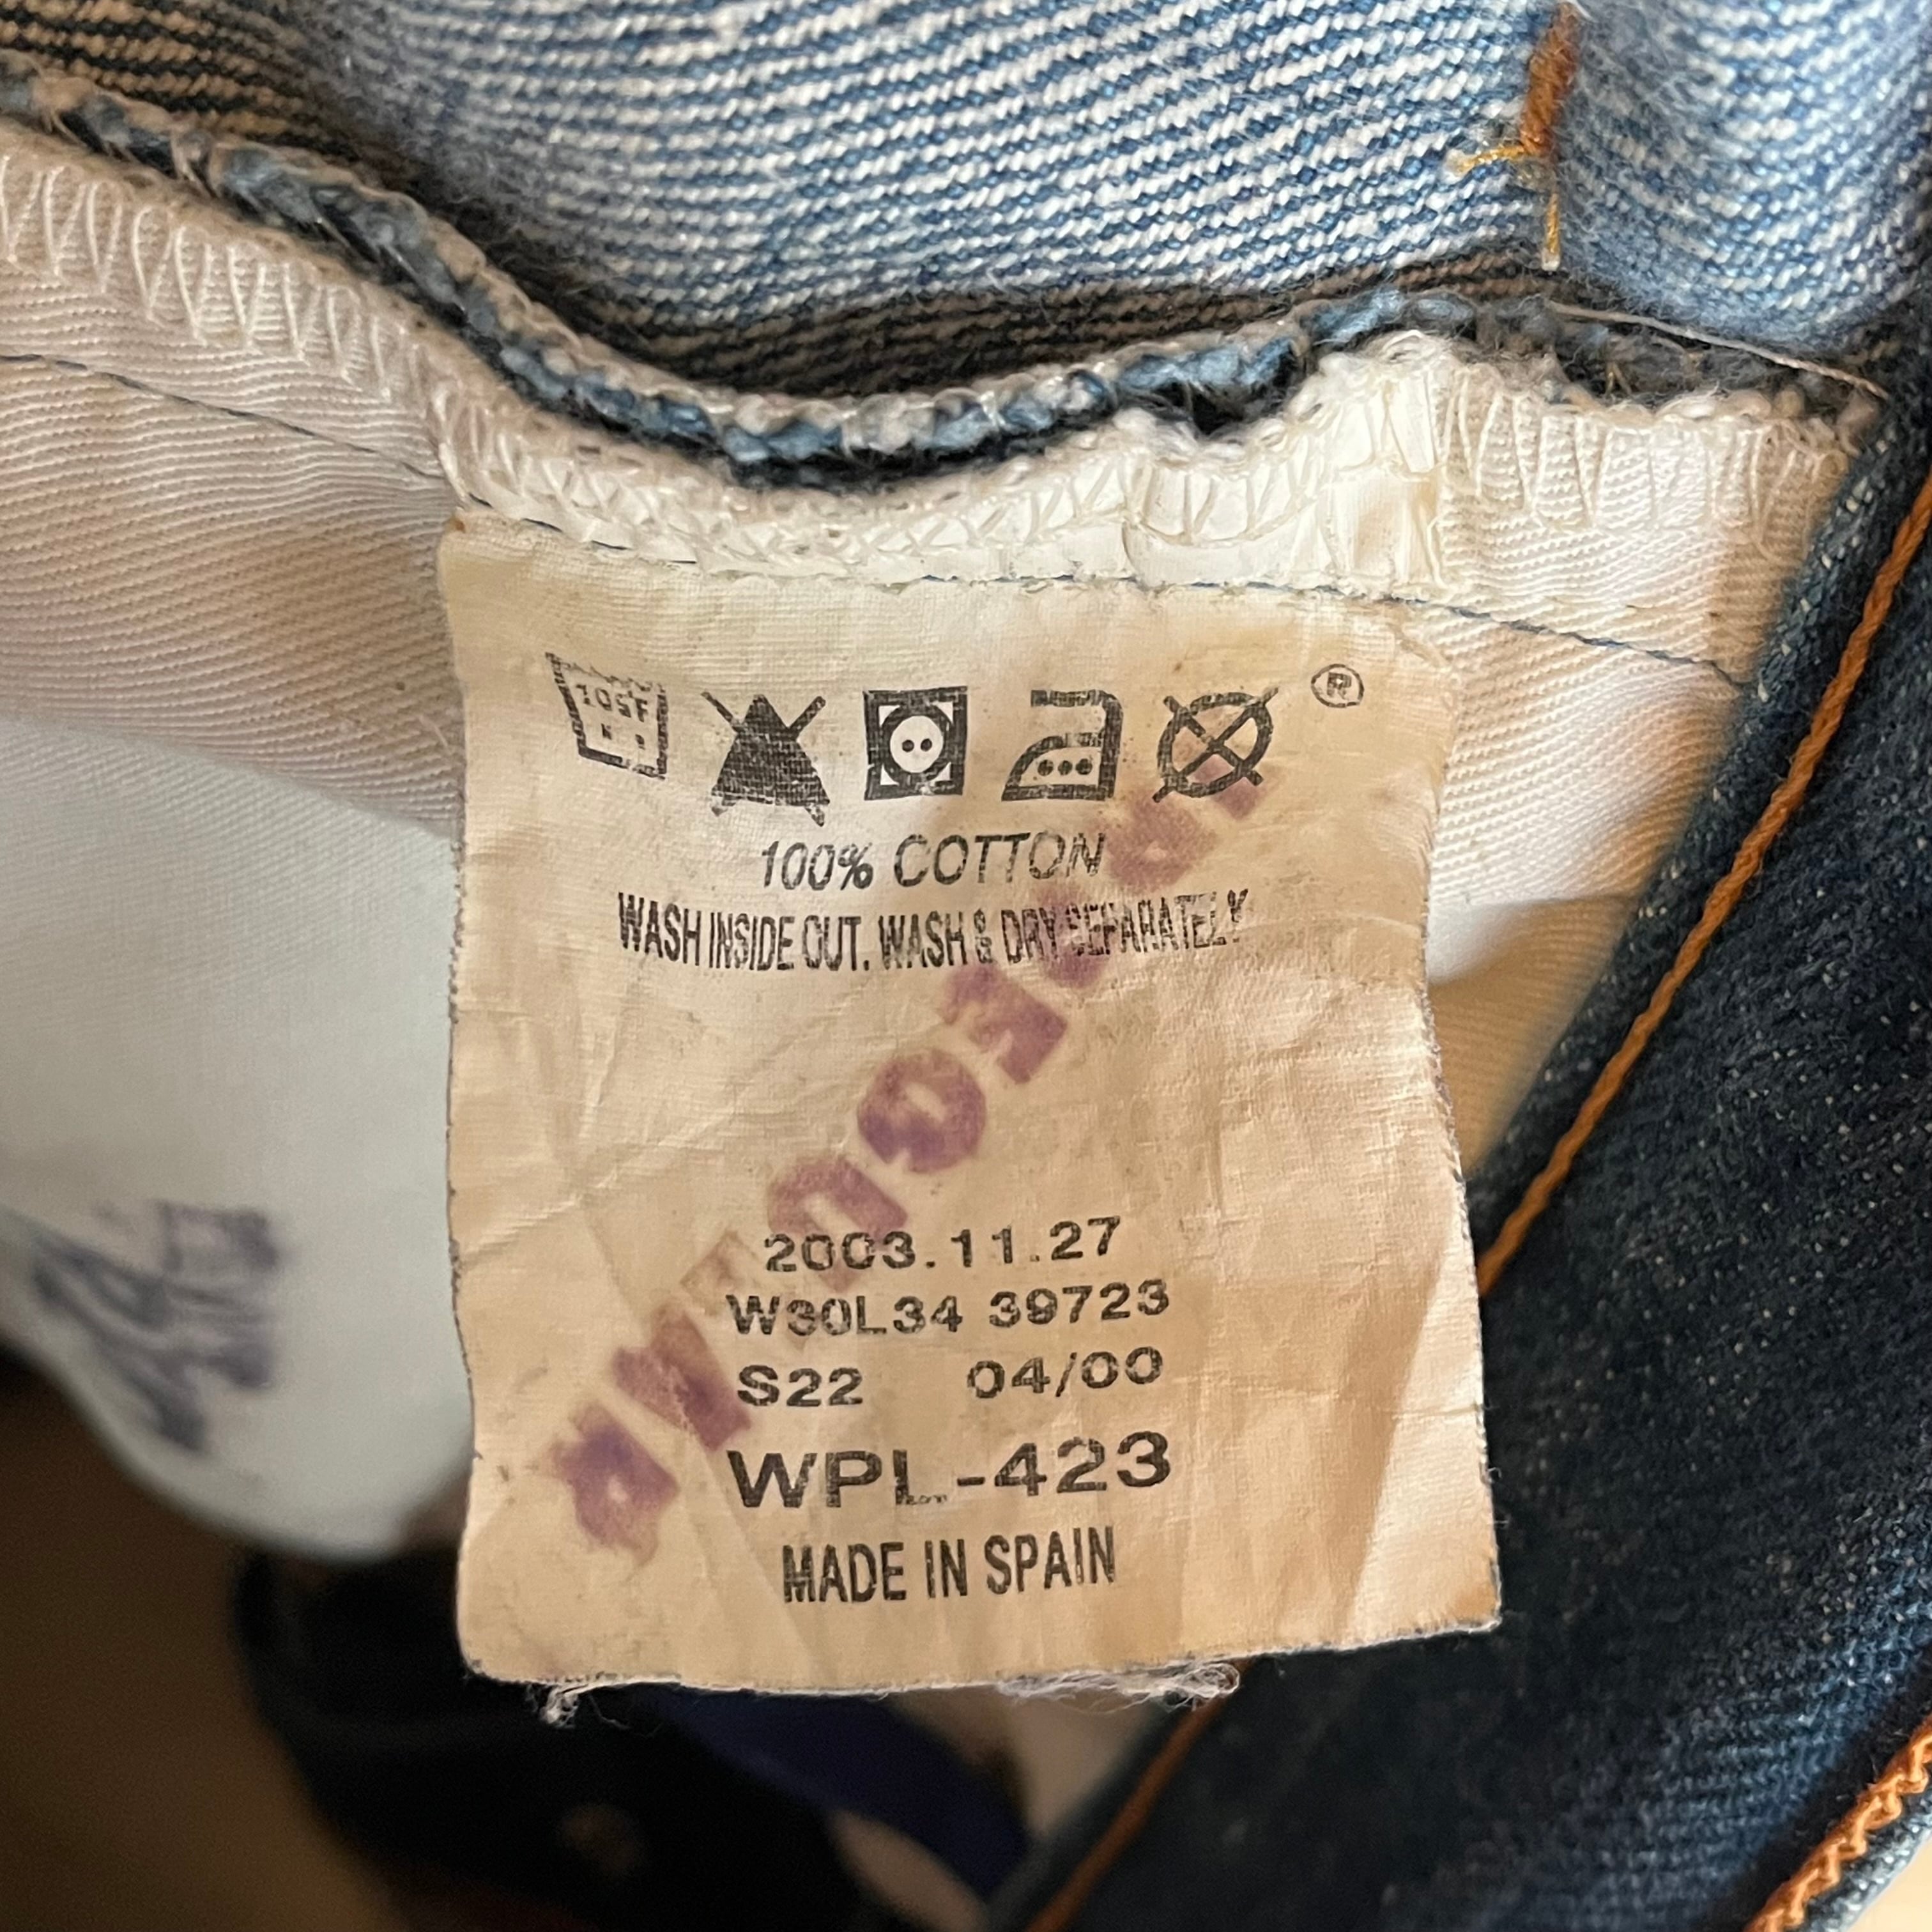 105F
®
100% COTTON
WASH INSIDE OUT. WASH & DRY SEPARATELY
2003.11.27
W30L34 39723
S22 04/00
WPL-423
MADE IN SPAIN